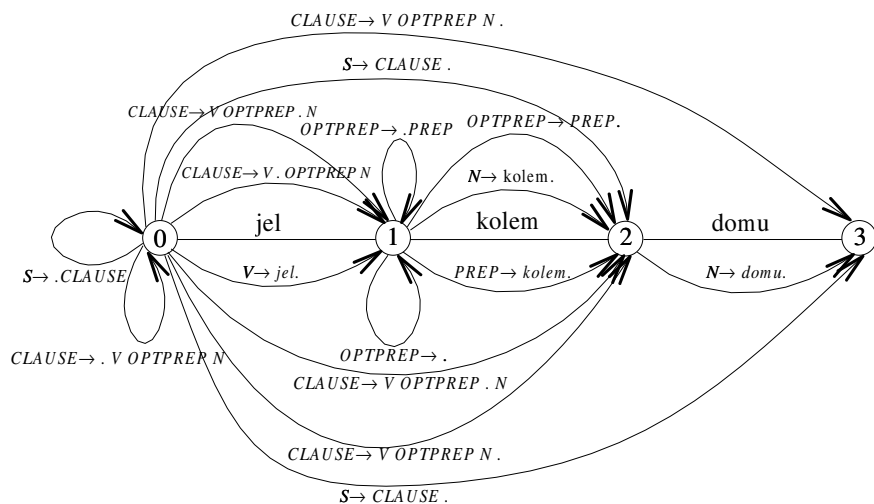 CLAUSE→ V OPTPREP N .
S→ CLAUSE .
CLAUSE→ V OPTPREP . N
OPTPREP→ .PREP
OPTPREP→ PREP.
CLAUSE→ V . OPTPREP N
N→ kolem.
jel
kolem
domu
0
1
2
3
S→ .CLAUSE
V→ jel.
PREP→ kolem.
N→ domu.
CLAUSE→ . V OPTPREP N
OPTPREP→ .
CLAUSE→ V OPTPREP . N
CLAUSE→ V OPTPREP N .
S→ CLAUSE .